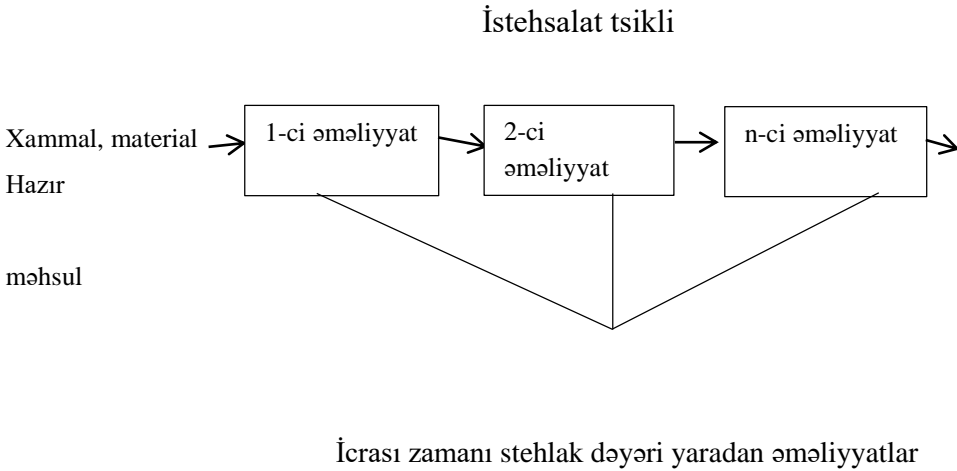 İstehsalat tsikli
Xammal, material
1-ci əməliyyat
2-ci
əməliyyat
n-ci əməliyyat
Hazır
məhsul
İcrası zamanı stehlak dəyəri yaradan əməliyyatlar